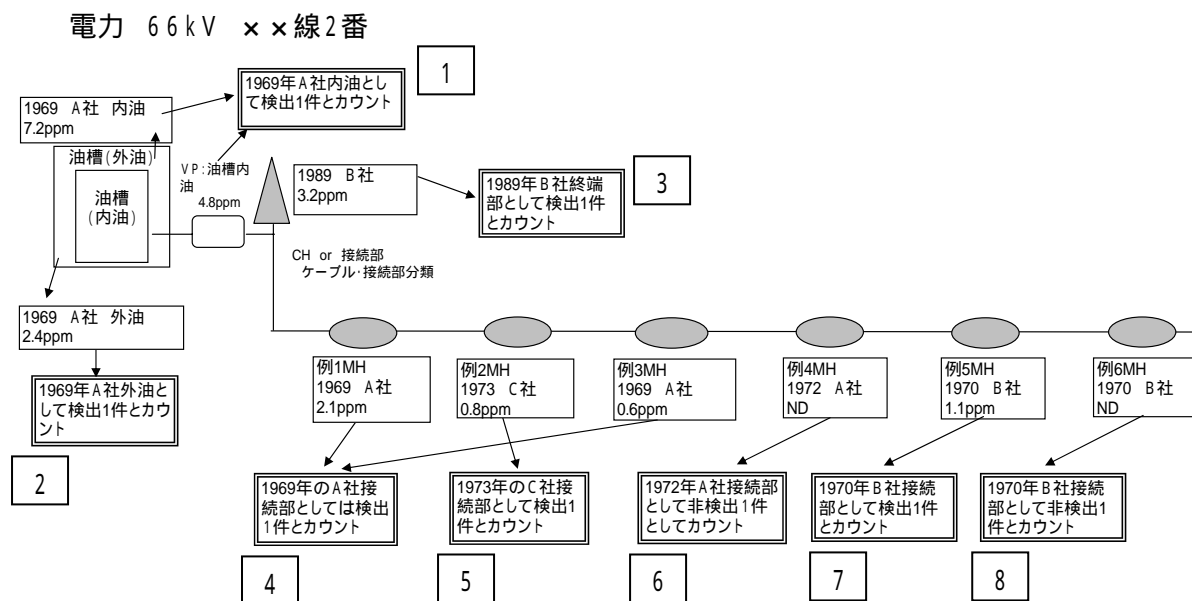 電力 66kV ××線2番
1
1969年A社内油とし
て検出1件とカウント
1969 A社 内油
7.2ppm
油槽(外油)
油槽
(内油)
VP:油槽内
油
4.8ppm
1989 B社
3.2ppm
1989年B社終端
部として検出1件
とカウント
3
CH or 接続部
ケーブル・接続部分類
1969 A社 外油
2.4ppm
1969年A社外油と
して検出1件とカウ
ント
2
例1MH
1969 A社
2.1ppm
例2MH
1973 C社
0.8ppm
例3MH
1969 A社
0.6ppm
例4MH
1972 A社
ND
例5MH
1970 B社
1.1ppm
例6MH
1970 B社
ND
1969年のA社接
続部としては検出
1件とカウント
1973年のC社接
続部として検出1
件とカウント
1972年A社接続部
として非検出1件
としてカウント
1970年B社接続
部として検出1件
とカウント
1970年B社接続
部として非検出1
件とカウント
4
5
6
7
8